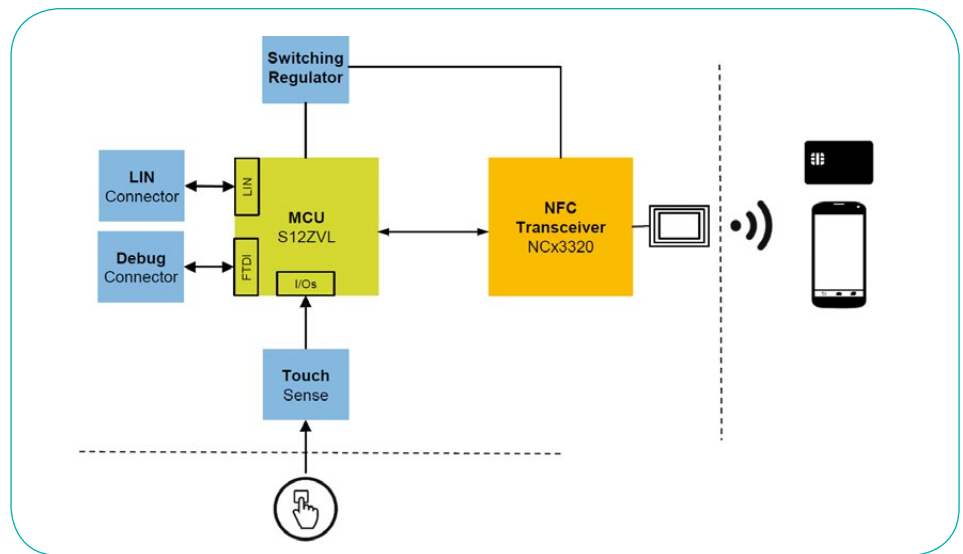 Switching
Regulator
LIN
Connector
LIN
MCU
S12ZVL
NFC
Transceiver
NCx3320
Debug
Connector
FTDI
I/Os
Touch
Sense